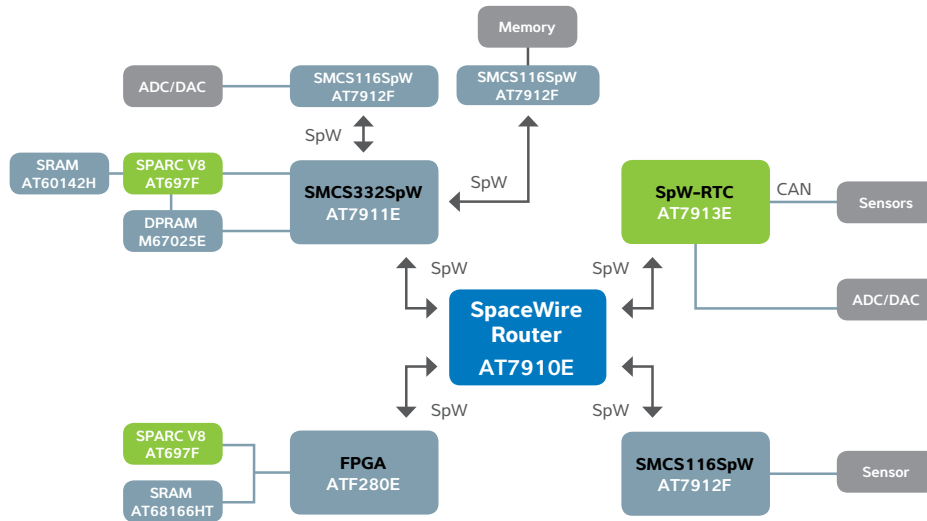 Memory
ADC/DAC
SMCS116SpW
AT7912F
SMCS116SpW
AT7912F
SpW
SRAM
AT60142H
SPARC V8
AT697F
SMCS332SpW
AT7911E
SpW
DPRAM
M67025E
SpW-RTC
AT7913E
CAN
Sensors
SpW
SpW
ADC/DAC
SpaceWire
Router
AT7910E
SpW
SpW
SPARC V8
AT697F
SRAM
AT68166HT
FPGA
ATF280E
SMCS116SpW
AT7912F
Sensor